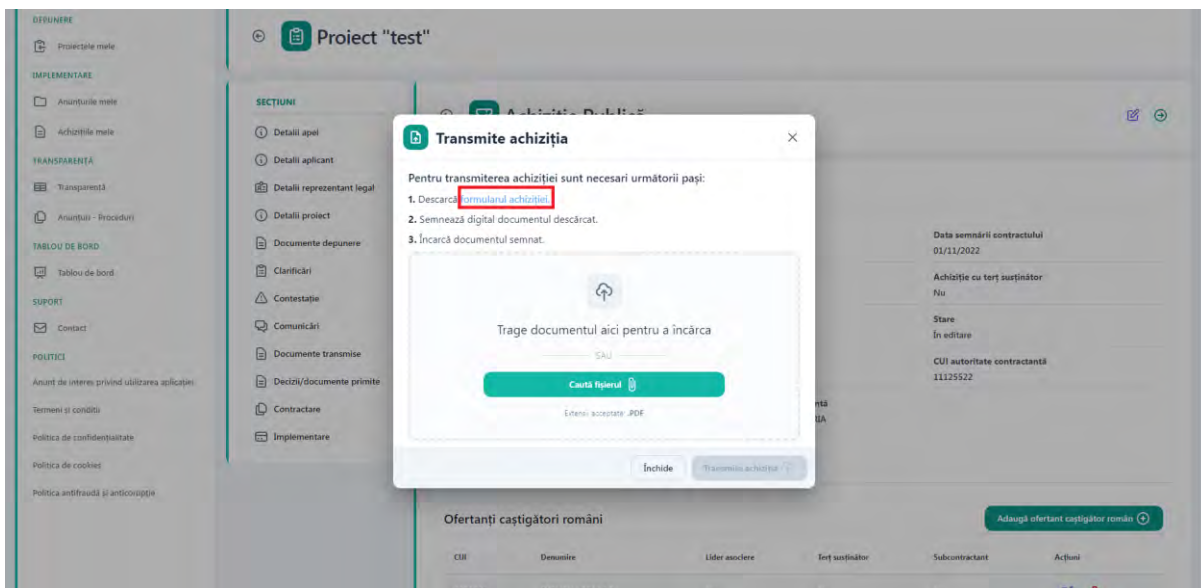 DEPUNERE
Proiectele mele
IMPLEMENTARE
Anunțurile mele
Achizițiile mele
TRANSPARENȚĂ
Transparență
Anunțuri - Proceduri
TABLOU DE BORD
Tablou de bord
SUPORT
Contact
POLITICI
Anunț de interes privind utilizarea aplicației
Termeni și condiții
Politica de confidențialitate
Politica de cookies
Politica antifraudă și anticorupție
Proiect "test"
SECȚIUNI
Detalii apel
Detalii aplicant
Detalii reprezentant legal
Detalii proiect
Documente depunere
Clarificări
Contestație
Comunicări
Documente transmise
Decizii/documente primite
Contractare
Implementare
Achiziție Publică
Transmite achiziția
Pentru transmiterea achiziției sunt necesari următorii pași:
1. Descarcă formularul achiziției.
2. Semnează digital documentul descărcat.
3. Încarcă documentul semnat.
Trage documentul aici pentru a încărca
SAU
Caută fișierul
Extensii acceptate: .PDF
Închide
Transmite achiziția
Data semnării contractului
01/11/2022
Achiziție cu terț susținător
Nu
Stare
În editare
CUI autoritate contractantă
11125522
Ofertanți caștigători români
Adaugă ofertant caștigător român
CUI Denumire Lider asociere Terț susținător Subcontractant Acțiuni